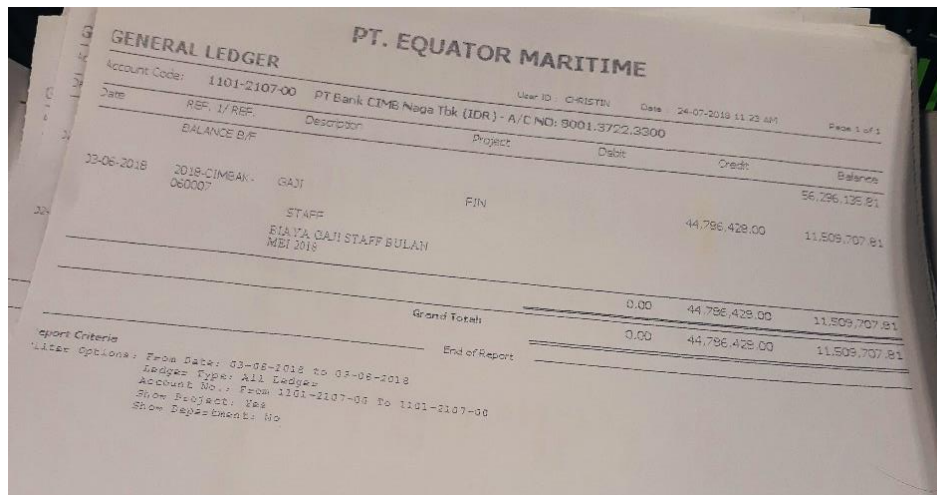 PT. EQUATOR MARITIME
GENERAL LEDGER
User ID : CHRISTIN Date : 24-07-2018 11:23 AM Page 1 of 1
Account Code: 1101-2107-00 PT Bank CIMB Niaga Tbk (IDR) - A/C NO: 8001.3722.3300
Date REF. 1/ REF. Description Project Debit Credit Balance
BALANCE B/F 56,296,135.81
03-06-2018 2018-CIMBAK-060007 GAJI FIN 44,786,428.00 11,509,707.81
STAFF
BIAYA GAJI STAFF BULAN
MEI 2018
0.00 44,786,428.00 11,509,707.81
Grand Total: 0.00 44,786,428.00 11,509,707.81
End of Report
eport Criteria
Filter Options: From Date: 03-06-2018 to 03-06-2018
Ledger Type: All Ledger
Account No.: From 1101-2107-00 To 1101-2107-00
Show Project: Yes
Show Department: No